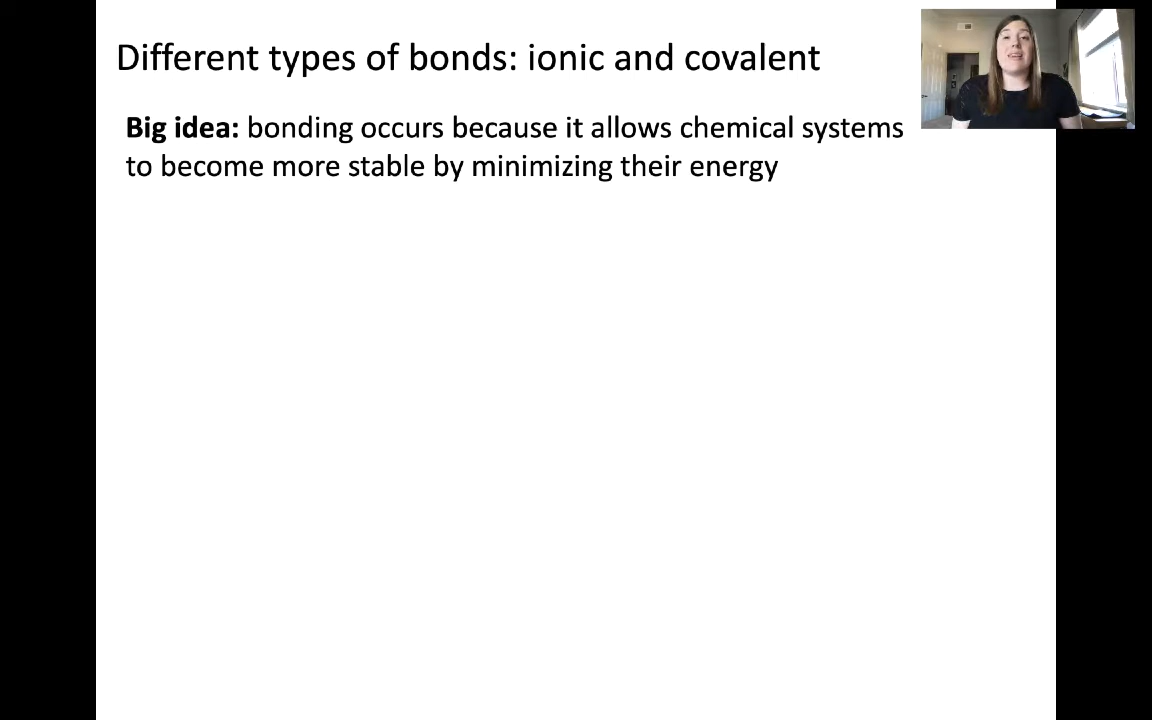 Different types of bonds: ionic and covalent
Big idea: bonding occurs because it allows chemical systems
to become more stable by minimizing their energy